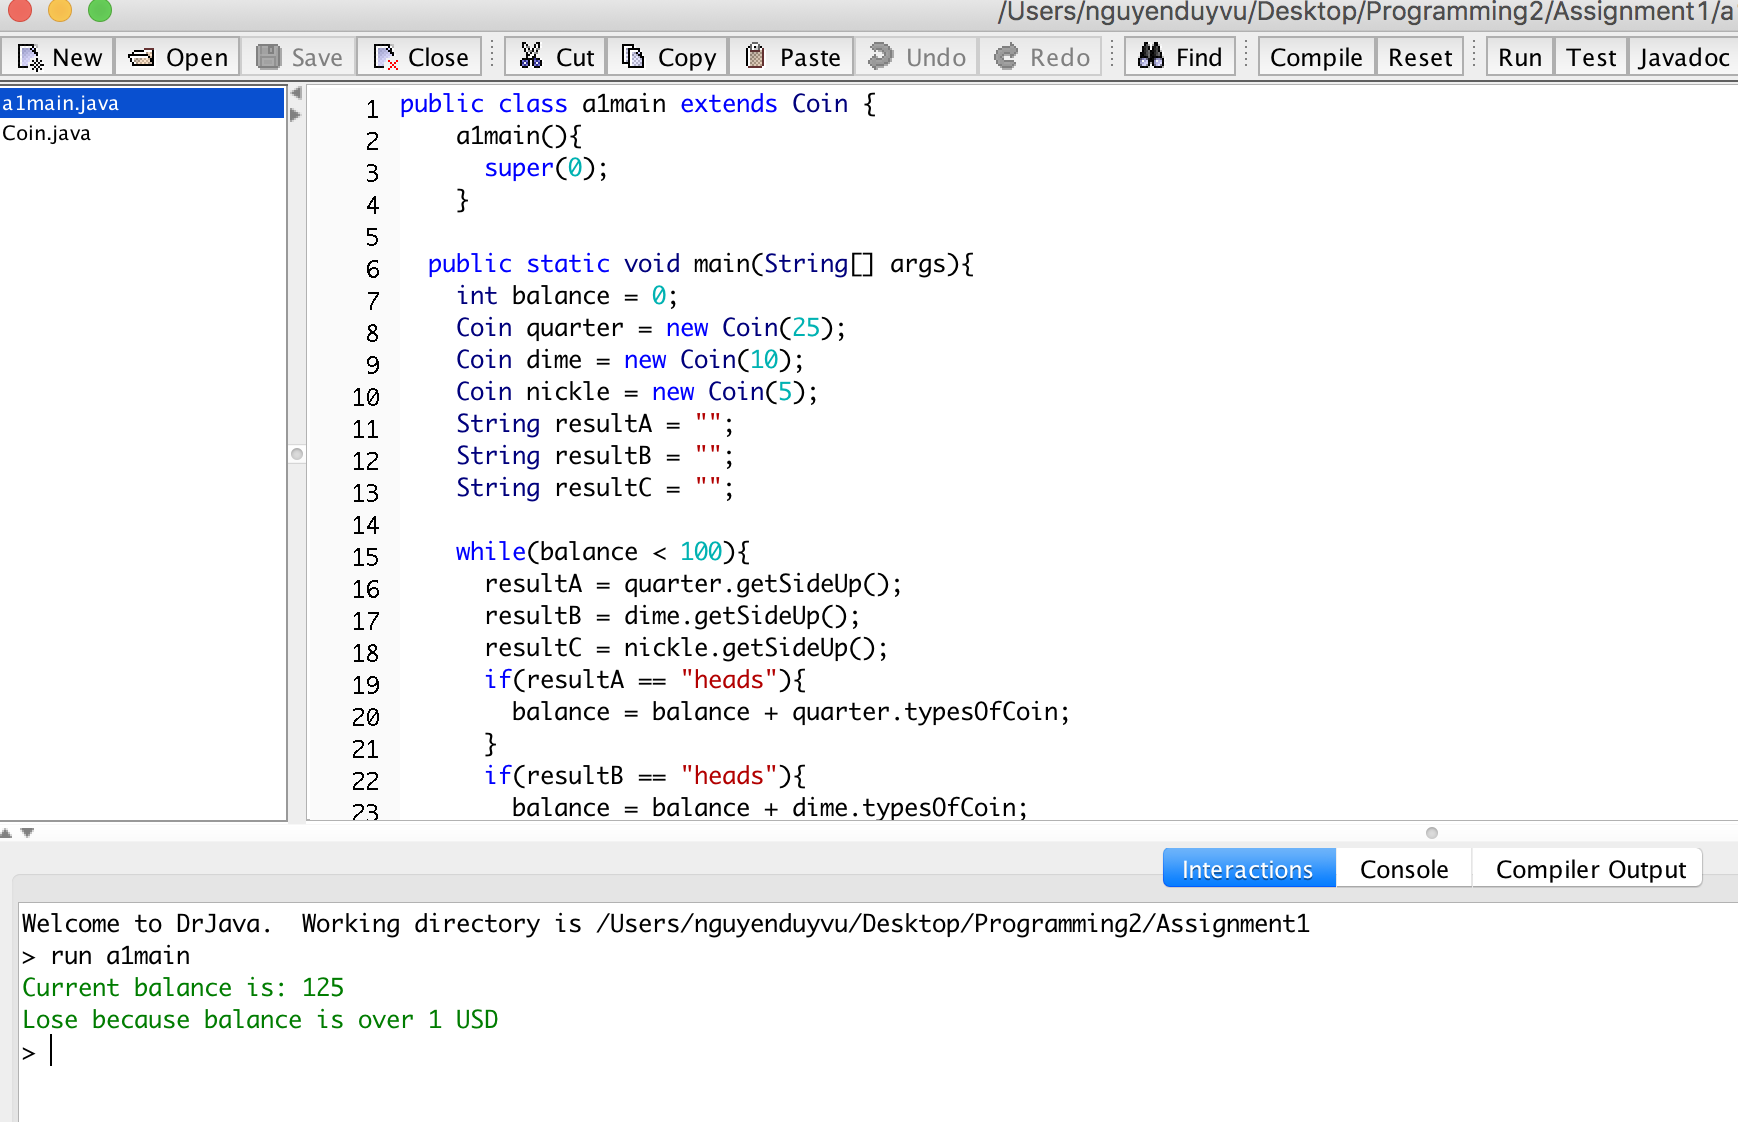 /Users/nguyenduyvu/Desktop/Programming2/Assignment1/a
New Open Save Close Cut Copy Paste Undo Redo Find Compile Reset Run Test Javadoc
a1main.java
Coin.java
1 public class a1main extends Coin {
2     a1main(){
3       super(0);
4     }
5
6   public static void main(String[] args){
7     int balance = 0;
8     Coin quarter = new Coin(25);
9     Coin dime = new Coin(10);
10     Coin nickle = new Coin(5);
11     String resultA = "";
12     String resultB = "";
13     String resultC = "";
14
15     while(balance < 100){
16       resultA = quarter.getSideUp();
17       resultB = dime.getSideUp();
18       resultC = nickle.getSideUp();
19       if(resultA == "heads"){
20         balance = balance + quarter.typesOfCoin;
21       }
22       if(resultB == "heads"){
23         balance = balance + dime.typesOfCoin;
Interactions Console Compiler Output
Welcome to DrJava.  Working directory is /Users/nguyenduyvu/Desktop/Programming2/Assignment1
> run a1main
Current balance is: 125
Lose because balance is over 1 USD
>